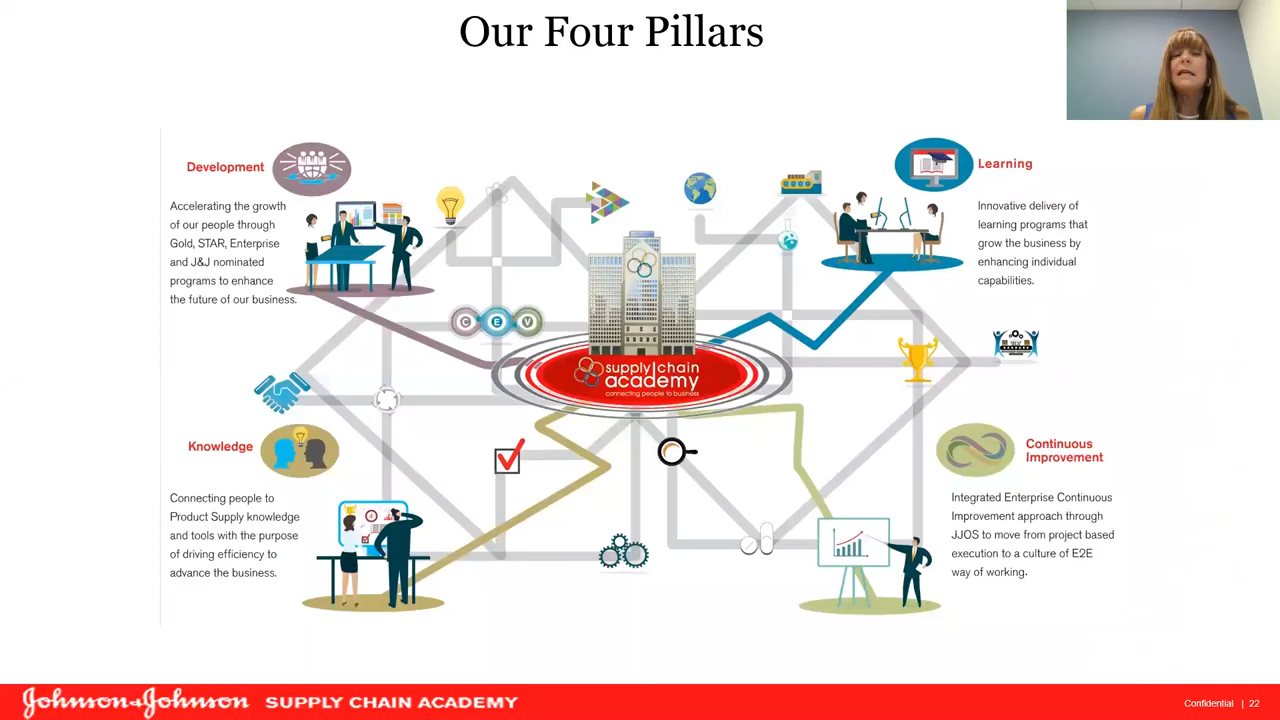 Our Four Pillars
Development
Accelerating the growth
of our people through
Gold, STAR, Enterprise
and J&J nominated
programs to enhance
the future of our business.
Learning
Innovative delivery of
learning programs that
grow the business by
enhancing individual
capabilities.
C E V
supply chain
academy
connecting people to business
Knowledge
Connecting people to
Product Supply knowledge
and tools with the purpose
of driving efficiency to
advance the business.
Continuous
Improvement
Integrated Enterprise Continuous
Improvement approach through
JJOS to move from project based
execution to a culture of E2E
way of working.
Johnson+Johnson SUPPLY CHAIN ACADEMY
Confidential | 22